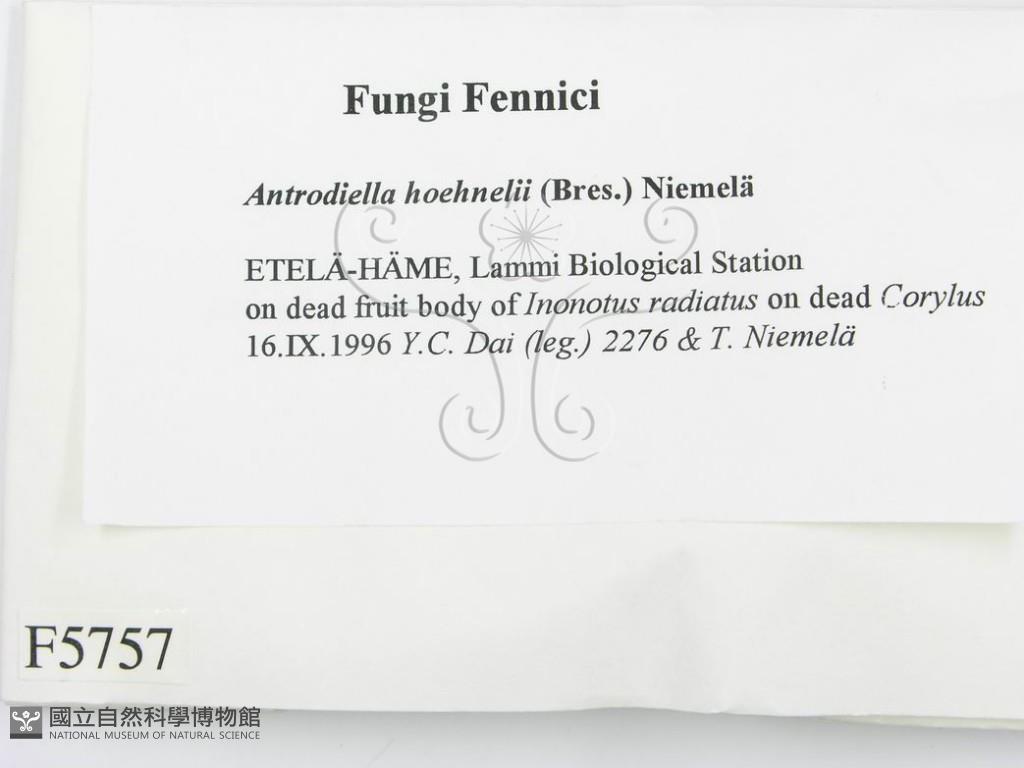 Fungi Fennici
Antrodiella hoehnelii (Bres.) Niemelä
ETELÄ-HÄME, Lammi Biological Station
on dead fruit body of Inonotus radiatus on dead Corylus
16.IX.1996 Y.C. Dai (leg.) 2276 & T. Niemelä
F5757
國立自然科學博物館
NATIONAL MUSEUM OF NATURAL SCIENCE